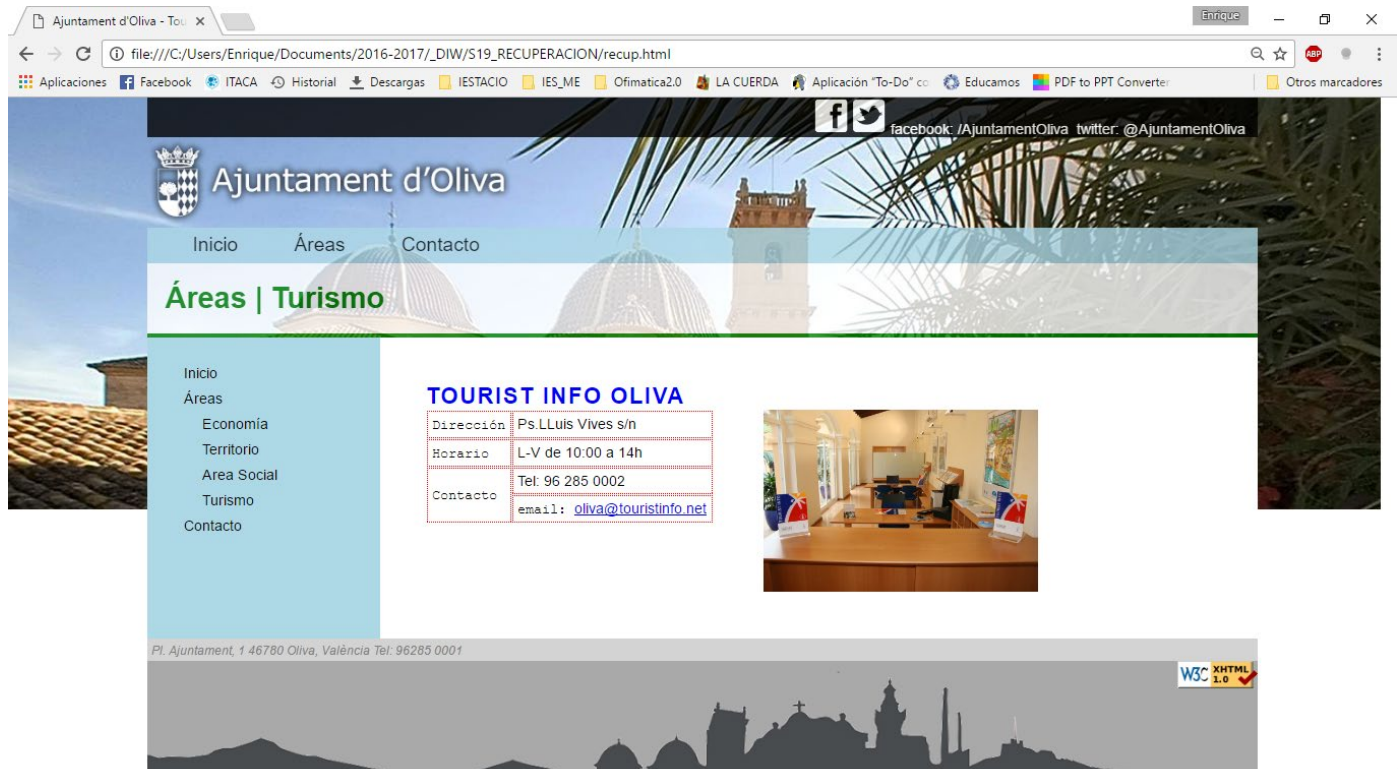 Ajuntament d'Oliva - Tou
Enrique
file:///C:/Users/Enrique/Documents/2016-2017/_DIW/S19_RECUPERACION/recup.html
ABP
Aplicaciones Facebook ITACA Historial Descargas IESTACIO IES_ME Ofimatica2.0 LA CUERDA Aplicación "To-Do" co Educamos PDF to PPT Converter Otros marcadores
facebook: /AjuntamentOliva twitter: @AjuntamentOliva
Ajuntament d'Oliva
Inicio Áreas Contacto
Áreas | Turismo
Inicio
Áreas
Economía
Territorio
Area Social
Turismo
Contacto
TOURIST INFO OLIVA
Dirección Ps.LLuis Vives s/n
Horario L-V de 10:00 a 14h
Contacto Tel: 96 285 0002
email: oliva@touristinfo.net
Pl. Ajuntament, 1 46780 Oliva, València Tel: 96285 0001
W3C XHTML 1.0